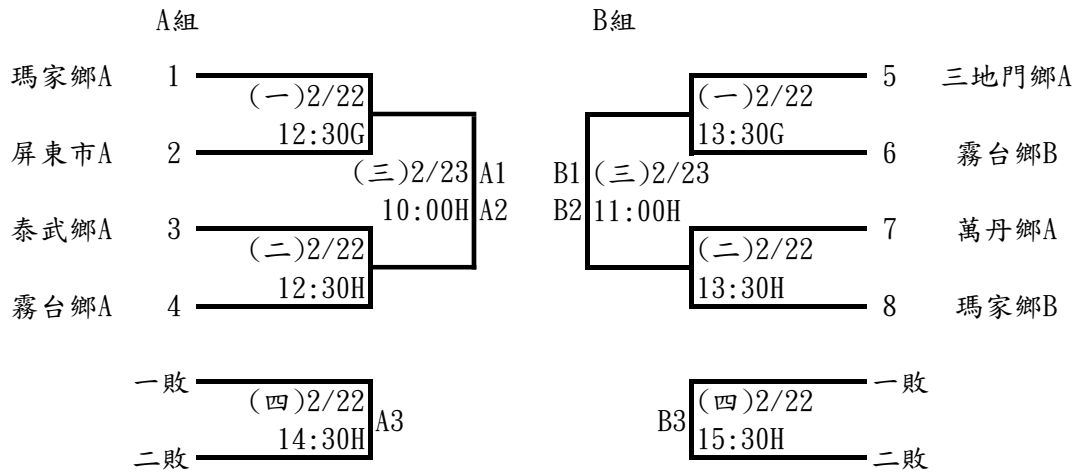 A組 B組
瑪家鄉A 1 5 三地門鄉A
(一)2/22 (一)2/22
12:30G 13:30G
屏東市A 2 6 霧台鄉B
(三)2/23 A1 B1 (三)2/23
10:00H A2 B2 11:00H
泰武鄉A 3 7 萬丹鄉A
(二)2/22 (二)2/22
12:30H 13:30H
霧台鄉A 4 8 瑪家鄉B
一敗 一敗
(四)2/22 A3 B3 (四)2/22
14:30H 15:30H
二敗 二敗